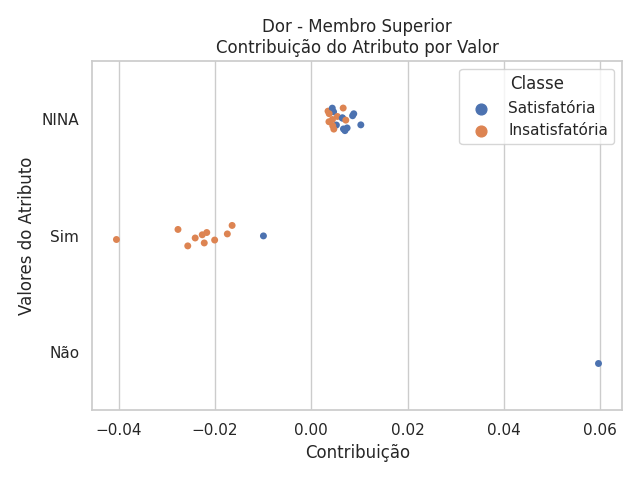 Dor - Membro Superior
Contribuição do Atributo por Valor
Classe
Satisfatória
Insatisfatória
Valores do Atributo
NINA
Sim
Não
−0.04 −0.02 0.00 0.02 0.04 0.06
Contribuição